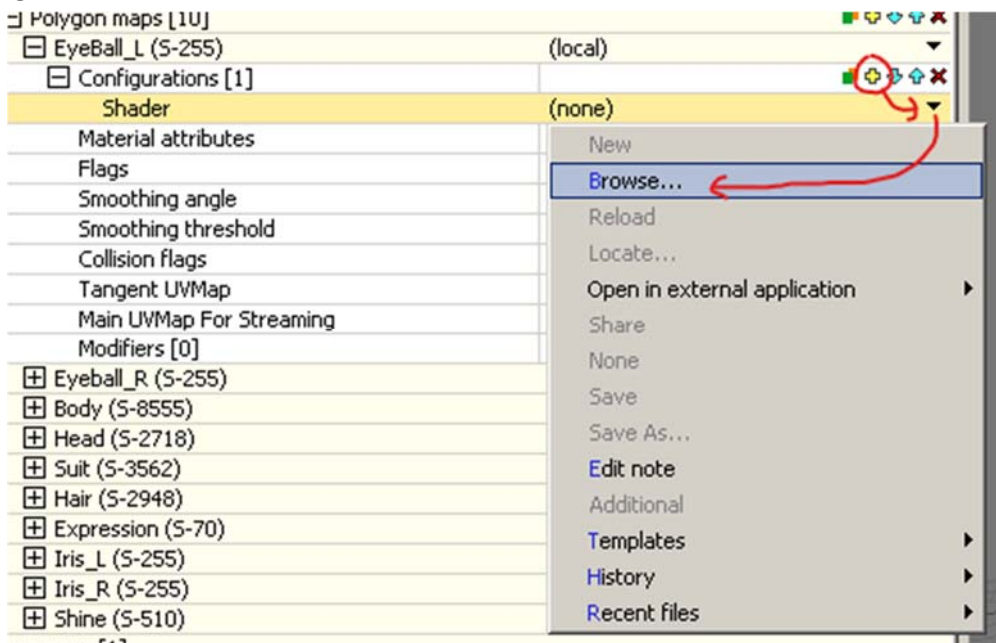 Polygon maps [10]
EyeBall_L (S-255) (local)
Configurations [1]
Shader (none)
Material attributes
Flags
Smoothing angle
Smoothing threshold
Collision flags
Tangent UVMap
Main UVMap For Streaming
Modifiers [0]
Eyeball_R (S-255)
Body (S-8555)
Head (S-2718)
Suit (S-3562)
Hair (S-2948)
Expression (S-70)
Iris_L (S-255)
Iris_R (S-255)
Shine (S-510)
New
Browse...
Reload
Locate...
Open in external application
Share
None
Save
Save As...
Edit note
Additional
Templates
History
Recent files